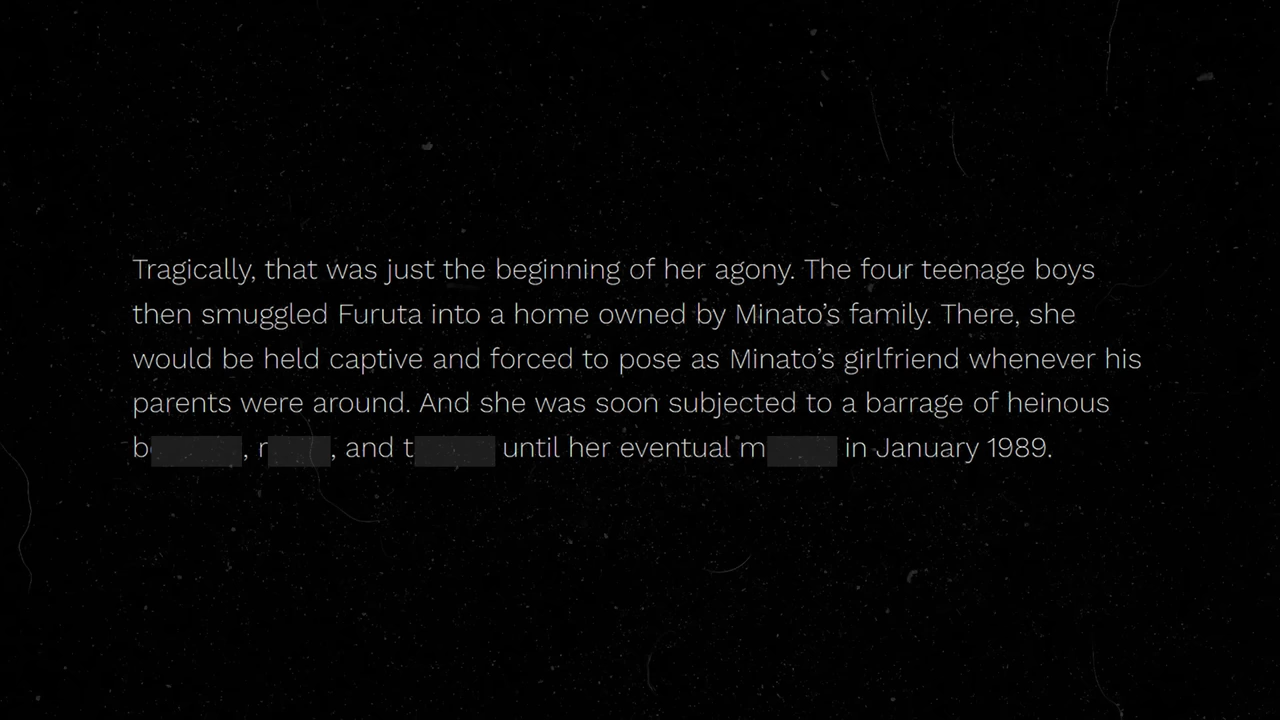 Tragically, that was just the beginning of her agony. The four teenage boys
then smuggled Furuta into a home owned by Minato’s family. There, she
would be held captive and forced to pose as Minato’s girlfriend whenever his
parents were around. And she was soon subjected to a barrage of heinous
b, r, and t until her eventual m in January 1989.